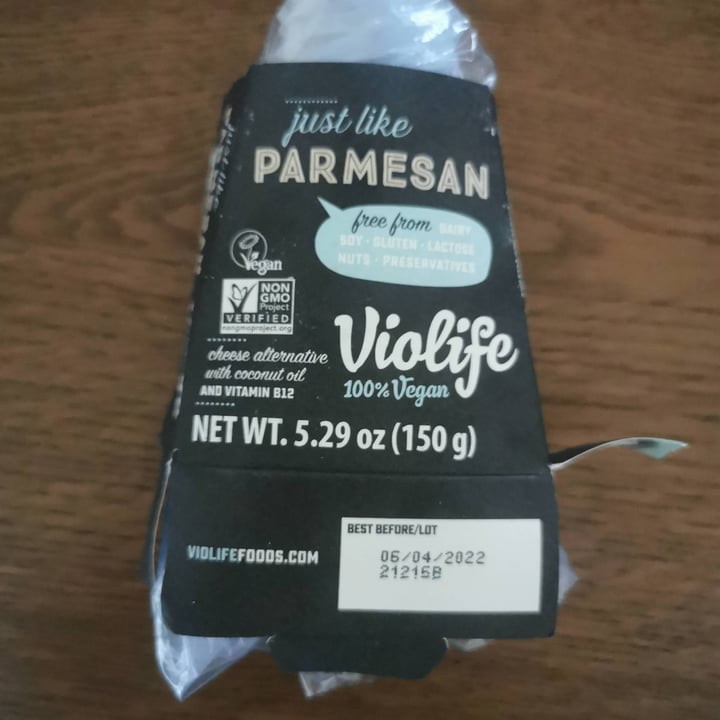 just like
PARMESAN
free from DAIRY
SOY · GLUTEN · LACTOSE
NUTS · PRESERVATIVES
Vegan
NON
GMO
Project
VERIFIED
nongmoproject.org
cheese alternative
with coconut oil
AND VITAMIN B12
Violife
100% Vegan
NET WT. 5.29 oz (150 g)
VIOLIFEFOODS.COM
BEST BEFORE/LOT
06/04/2022
21215B